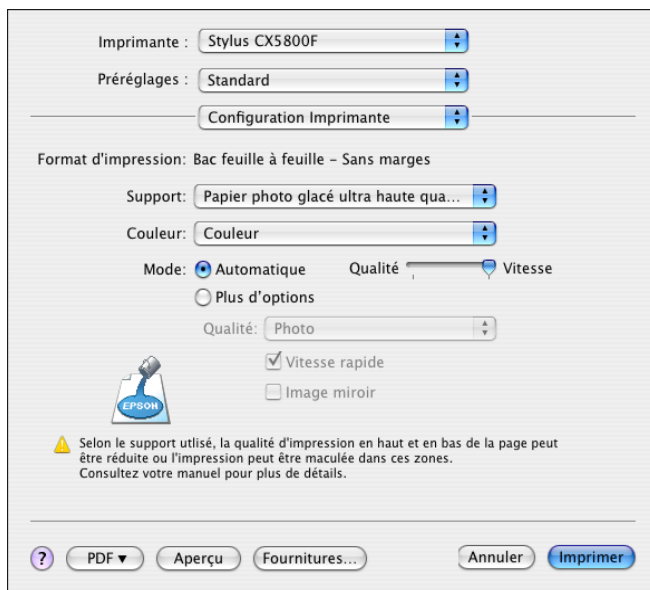 Imprimante : Stylus CX5800F
Préréglages : Standard
Configuration Imprimante
Format d'impression: Bac feuille à feuille – Sans marges
Support: Papier photo glacé ultra haute qua...
Couleur: Couleur
Mode: Automatique Qualité Vitesse
Plus d'options
Qualité: Photo
Vitesse rapide
Image miroir
EPSON
Selon le support utlisé, la qualité d'impression en haut et en bas de la page peut
être réduite ou l'impression peut être maculée dans ces zones.
Consultez votre manuel pour plus de détails.
? PDF Aperçu Fournitures... Annuler Imprimer